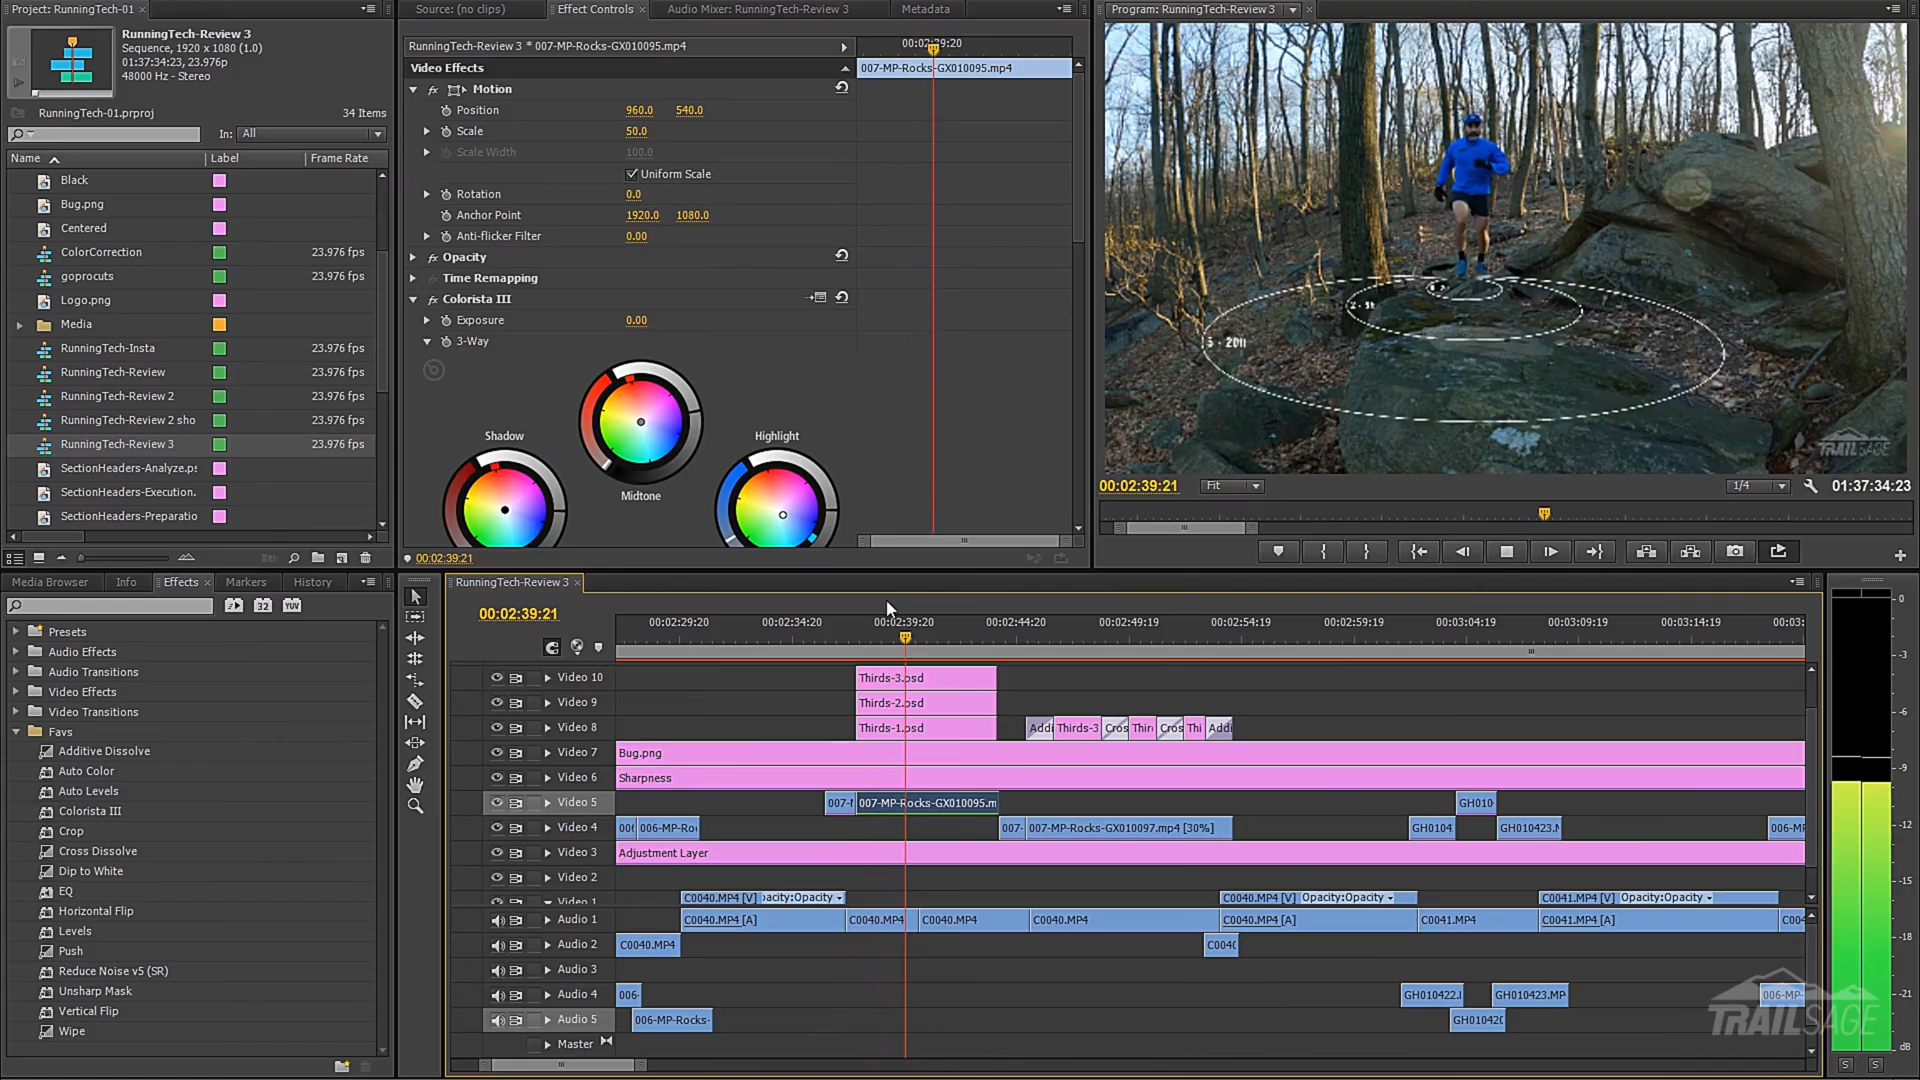 Project: RunningTech-01
RunningTech-Review 3
Sequence, 1920 x 1080 (1.0)
01:37:34:23, 23.976p
48000 Hz - Stereo
RunningTech-01.prproj
34 Items
In: All
Name Label Frame Rate
Black
Bug.png
Centered
ColorCorrection 23.976 fps
goprocuts 23.976 fps
Logo.png
Media
RunningTech-Insta 23.976 fps
RunningTech-Review 23.976 fps
RunningTech-Review 2 23.976 fps
RunningTech-Review 2 sho 23.976 fps
RunningTech-Review 3 23.976 fps
SectionHeaders-Analyze.ps
SectionHeaders-Execution.
SectionHeaders-Preparatio
Source: (no clips) Effect Controls Audio Mixer: RunningTech-Review 3 Metadata
RunningTech-Review 3 * 007-MP-Rocks-GX010095.mp4
Video Effects
007-MP-Rocks-GX010095.mp4
fx Motion
Position 960.0 540.0
Scale 50.0
Scale Width 100.0
Uniform Scale
Rotation 0.0
Anchor Point 1920.0 1080.0
Anti-flicker Filter 0.00
fx Opacity
Time Remapping
fx Colorista III
Exposure 0.00
3-Way
Shadow
Midtone
Highlight
00:02:39:21
Program: RunningTech-Review 3
TRAILSAGE
00:02:39:21 Fit 1/4 01:37:34:23
Media Browser Info Effects Markers History
32 YUV
Presets
Audio Effects
Audio Transitions
Video Effects
Video Transitions
Favs
Additive Dissolve
Auto Color
Auto Levels
Colorista III
Crop
Cross Dissolve
Dip to White
EQ
Horizontal Flip
Levels
Push
Reduce Noise v5 (SR)
Unsharp Mask
Vertical Flip
Wipe
RunningTech-Review 3
00:02:39:21
00:02:29:20 00:02:34:20 00:02:39:20 00:02:44:20 00:02:49:19 00:02:54:19 00:02:59:19 00:03:04:19 00:03:09:19 00:03:14:19 00:03:
Video 10 Thirds-3.psd
Video 9 Thirds-2.psd
Video 8 Thirds-1.psd Addi Thirds-3 Cros Thir Cros Thi Addi
Video 7 Bug.png
Video 6 Sharpness
Video 5 007-M 007-MP-Rocks-GX010095.m GH010
Video 4 006 006-MP-Ro 007- 007-MP-Rocks-GX010097.mp4 [30%] GH0104 GH010423.M 006-MP
Video 3 Adjustment Layer
Video 2
Video 1 C0040.MP4 [V] pacity:Opacity C0040.MP4 [V] Opacity:Opacity C0041.MP4 [V] Opacity:Opacity
Audio 1 C0040.MP4 [A] C0040.MP4 C0040.MP4 C0040.MP4 C0040.MP4 [A] C0041.MP4 C0041.MP4 [A] C004
Audio 2 C0040.MP4 C004
Audio 3
Audio 4 006- GH010422. GH010423.MP 006-MP-
Audio 5 006-MP-Rocks- GH01042
Master
TRAILSAGE
0
-3
-6
-9
-12
-15
-18
-21
dB
S S